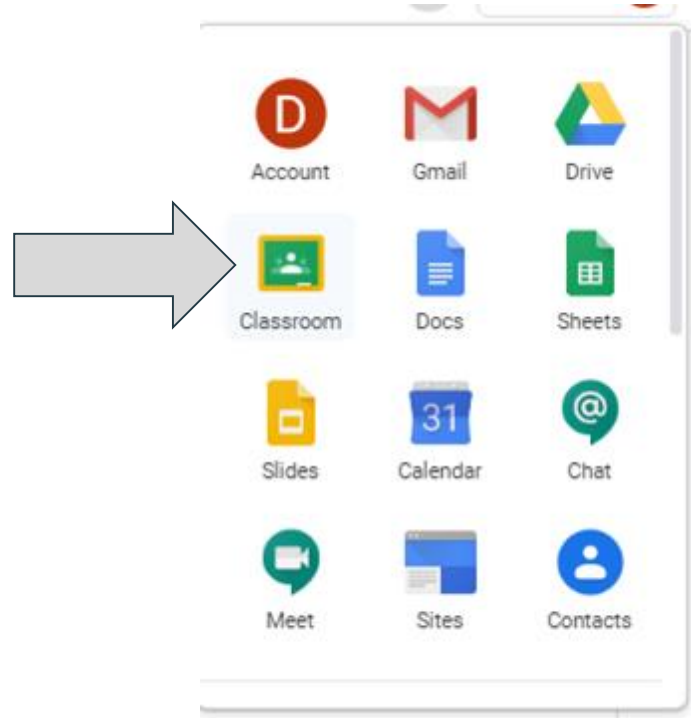 D
Account
Gmail
Drive
Classroom
Docs
Sheets
31
@
Slides
Calendar
Chat
Meet
Sites
Contacts